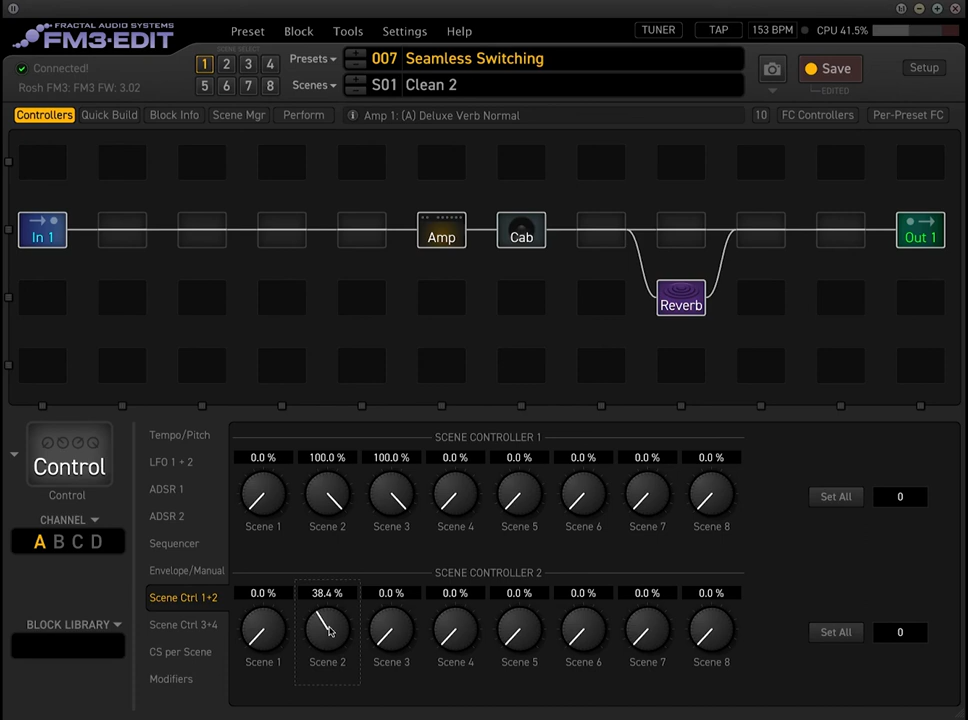 FRACTAL AUDIO SYSTEMS
FM3-EDIT
Preset Block Tools Settings Help
TUNER TAP 153 BPM CPU 41.5%
Connected!
Rosh FM3: FM3 FW: 3.02
SCENE SELECT
1 2 3 4
5 6 7 8
Presets 007 Seamless Switching
Scenes S01 Clean 2
Save
EDITED
Setup
Controllers Quick Build Block Info Scene Mgr Perform Amp 1: (A) Deluxe Verb Normal 10 FC Controllers Per-Preset FC
In 1 Amp Cab Out 1
Reverb
Control
Control
CHANNEL
A B C D
BLOCK LIBRARY
Tempo/Pitch
LFO 1 + 2
ADSR 1
ADSR 2
Sequencer
Envelope/Manual
Scene Ctrl 1+2
Scene Ctrl 3+4
CS per Scene
Modifiers
SCENE CONTROLLER 1
0.0 % 100.0 % 100.0 % 0.0 % 0.0 % 0.0 % 0.0 % 0.0 %
Set All 0
Scene 1 Scene 2 Scene 3 Scene 4 Scene 5 Scene 6 Scene 7 Scene 8
SCENE CONTROLLER 2
0.0 % 38.4 % 0.0 % 0.0 % 0.0 % 0.0 % 0.0 % 0.0 %
Set All 0
Scene 1 Scene 2 Scene 3 Scene 4 Scene 5 Scene 6 Scene 7 Scene 8